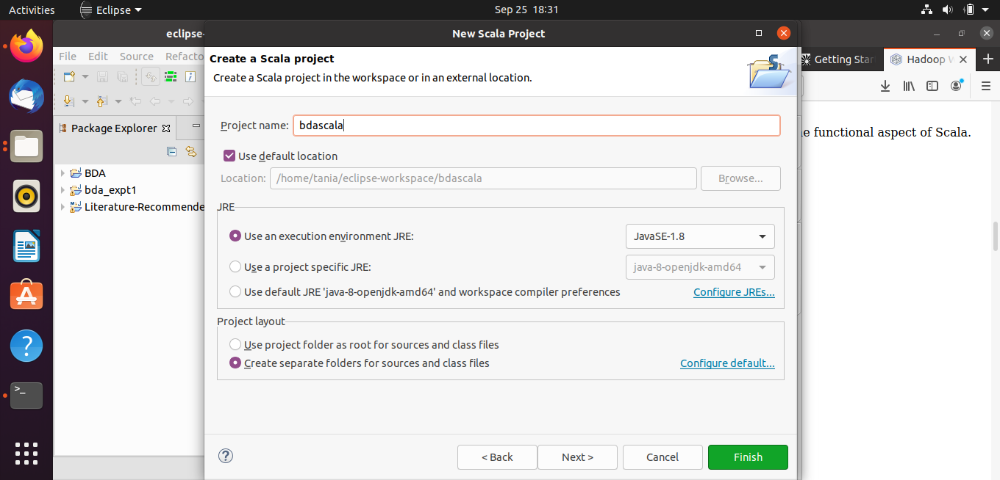 Activities Eclipse Sep 25 18:31
eclipse- New Scala Project
File Edit Source Refacto
Create a Scala project
Create a Scala project in the workspace or in an external location.
Getting Star Hadoop
Package Explorer
BDA
bda_expt1
Literature-Recommende
Project name: bdascala
Use default location
Location: /home/tania/eclipse-workspace/bdascala Browse...
JRE
Use an execution environment JRE: JavaSE-1.8
Use a project specific JRE: java-8-openjdk-amd64
Use default JRE 'java-8-openjdk-amd64' and workspace compiler preferences Configure JREs...
Project layout
Use project folder as root for sources and class files
Create separate folders for sources and class files Configure default...
< Back Next > Cancel Finish
functional aspect of Scala.